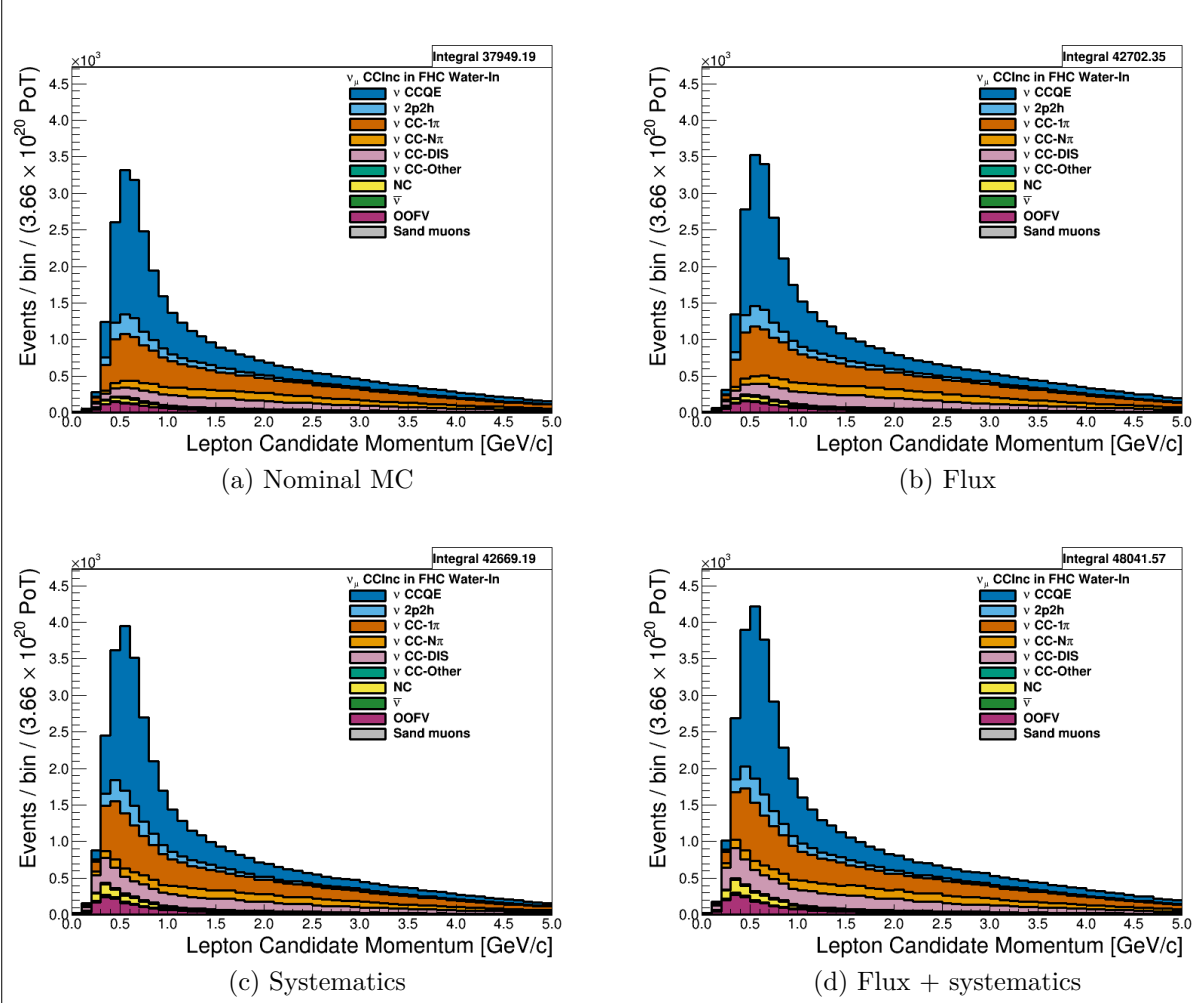 Integral 37949.19
×10³
ν_μ CCInc in FHC Water-In
ν CCQE
ν 2p2h
ν CC-1π
ν CC-Nπ
ν CC-DIS
ν CC-Other
NC
ν̅
OOFV
Sand muons
Events / bin / (3.66 × 10²⁰ PoT)
4.5
4.0
3.5
3.0
2.5
2.0
1.5
1.0
0.5
0.0
0.0 0.5 1.0 1.5 2.0 2.5 3.0 3.5 4.0 4.5 5.0
Lepton Candidate Momentum [GeV/c]
(a) Nominal MC
Integral 42702.35
×10³
ν_μ CCInc in FHC Water-In
ν CCQE
ν 2p2h
ν CC-1π
ν CC-Nπ
ν CC-DIS
ν CC-Other
NC
ν̅
OOFV
Sand muons
Events / bin / (3.66 × 10²⁰ PoT)
4.5
4.0
3.5
3.0
2.5
2.0
1.5
1.0
0.5
0.0
0.0 0.5 1.0 1.5 2.0 2.5 3.0 3.5 4.0 4.5 5.0
Lepton Candidate Momentum [GeV/c]
(b) Flux
Integral 42669.19
×10³
ν_μ CCInc in FHC Water-In
ν CCQE
ν 2p2h
ν CC-1π
ν CC-Nπ
ν CC-DIS
ν CC-Other
NC
ν̅
OOFV
Sand muons
Events / bin / (3.66 × 10²⁰ PoT)
4.5
4.0
3.5
3.0
2.5
2.0
1.5
1.0
0.5
0.0
0.0 0.5 1.0 1.5 2.0 2.5 3.0 3.5 4.0 4.5 5.0
Lepton Candidate Momentum [GeV/c]
(c) Systematics
Integral 48041.57
×10³
ν_μ CCInc in FHC Water-In
ν CCQE
ν 2p2h
ν CC-1π
ν CC-Nπ
ν CC-DIS
ν CC-Other
NC
ν̅
OOFV
Sand muons
Events / bin / (3.66 × 10²⁰ PoT)
4.5
4.0
3.5
3.0
2.5
2.0
1.5
1.0
0.5
0.0
0.0 0.5 1.0 1.5 2.0 2.5 3.0 3.5 4.0 4.5 5.0
Lepton Candidate Momentum [GeV/c]
(d) Flux + systematics